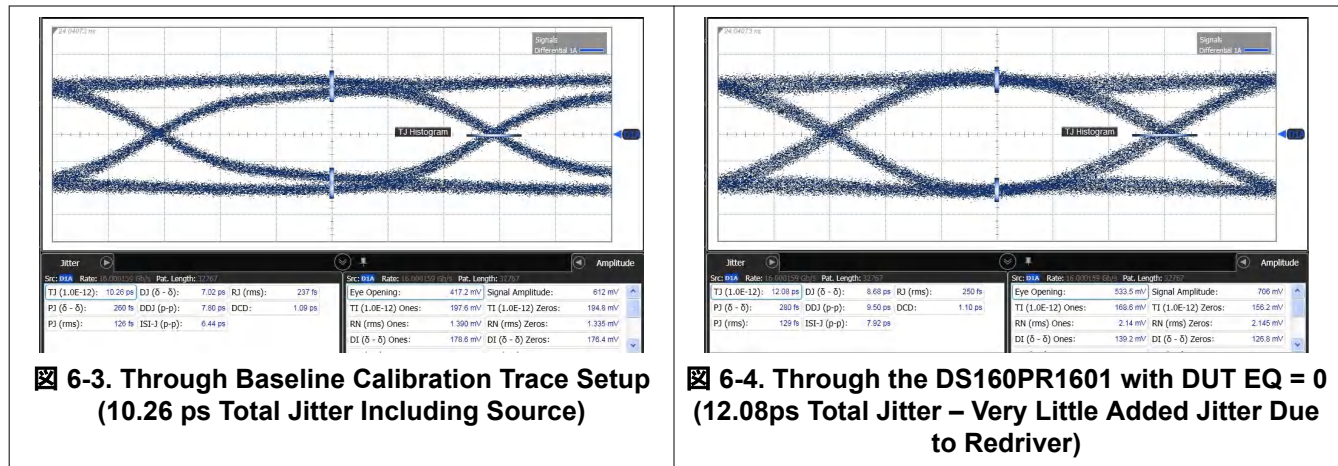 24.04073 ns
Signals
Differential 1A
TJ Histogram
Jitter
Amplitude
Src: D1A Rate: 16.000159 Gb/s Pat. Length: 32767
Src: D1A Rate: 16.000159 Gb/s Pat. Length: 32767
TJ (1.0E-12): 10.26 ps DJ (δ - δ): 7.02 ps RJ (rms): 237 fs
PJ (δ - δ): 260 fs DDJ (p-p): 7.60 ps DCD: 1.09 ps
PJ (rms): 126 fs ISI-J (p-p): 6.44 ps
Eye Opening: 417.2 mV Signal Amplitude: 612 mV
TI (1.0E-12) Ones: 197.6 mV TI (1.0E-12) Zeros: 194.8 mV
RN (rms) Ones: 1.390 mV RN (rms) Zeros: 1.335 mV
DI (δ - δ) Ones: 178.6 mV DI (δ - δ) Zeros: 176.4 mV
図 6-3. Through Baseline Calibration Trace Setup
(10.26 ps Total Jitter Including Source)
24.04073 ns
Signals
Differential 1A
TJ Histogram
Jitter
Amplitude
Src: D1A Rate: 16.000159 Gb/s Pat. Length: 32767
Src: D1A Rate: 16.000159 Gb/s Pat. Length: 32767
TJ (1.0E-12): 12.08 ps DJ (δ - δ): 8.68 ps RJ (rms): 250 fs
PJ (δ - δ): 280 fs DDJ (p-p): 9.50 ps DCD: 1.10 ps
PJ (rms): 129 fs ISI-J (p-p): 7.92 ps
Eye Opening: 533.5 mV Signal Amplitude: 706 mV
TI (1.0E-12) Ones: 168.6 mV TI (1.0E-12) Zeros: 156.2 mV
RN (rms) Ones: 2.14 mV RN (rms) Zeros: 2.145 mV
DI (δ - δ) Ones: 139.2 mV DI (δ - δ) Zeros: 126.8 mV
図 6-4. Through the DS160PR1601 with DUT EQ = 0
(12.08ps Total Jitter – Very Little Added Jitter Due
to Redriver)